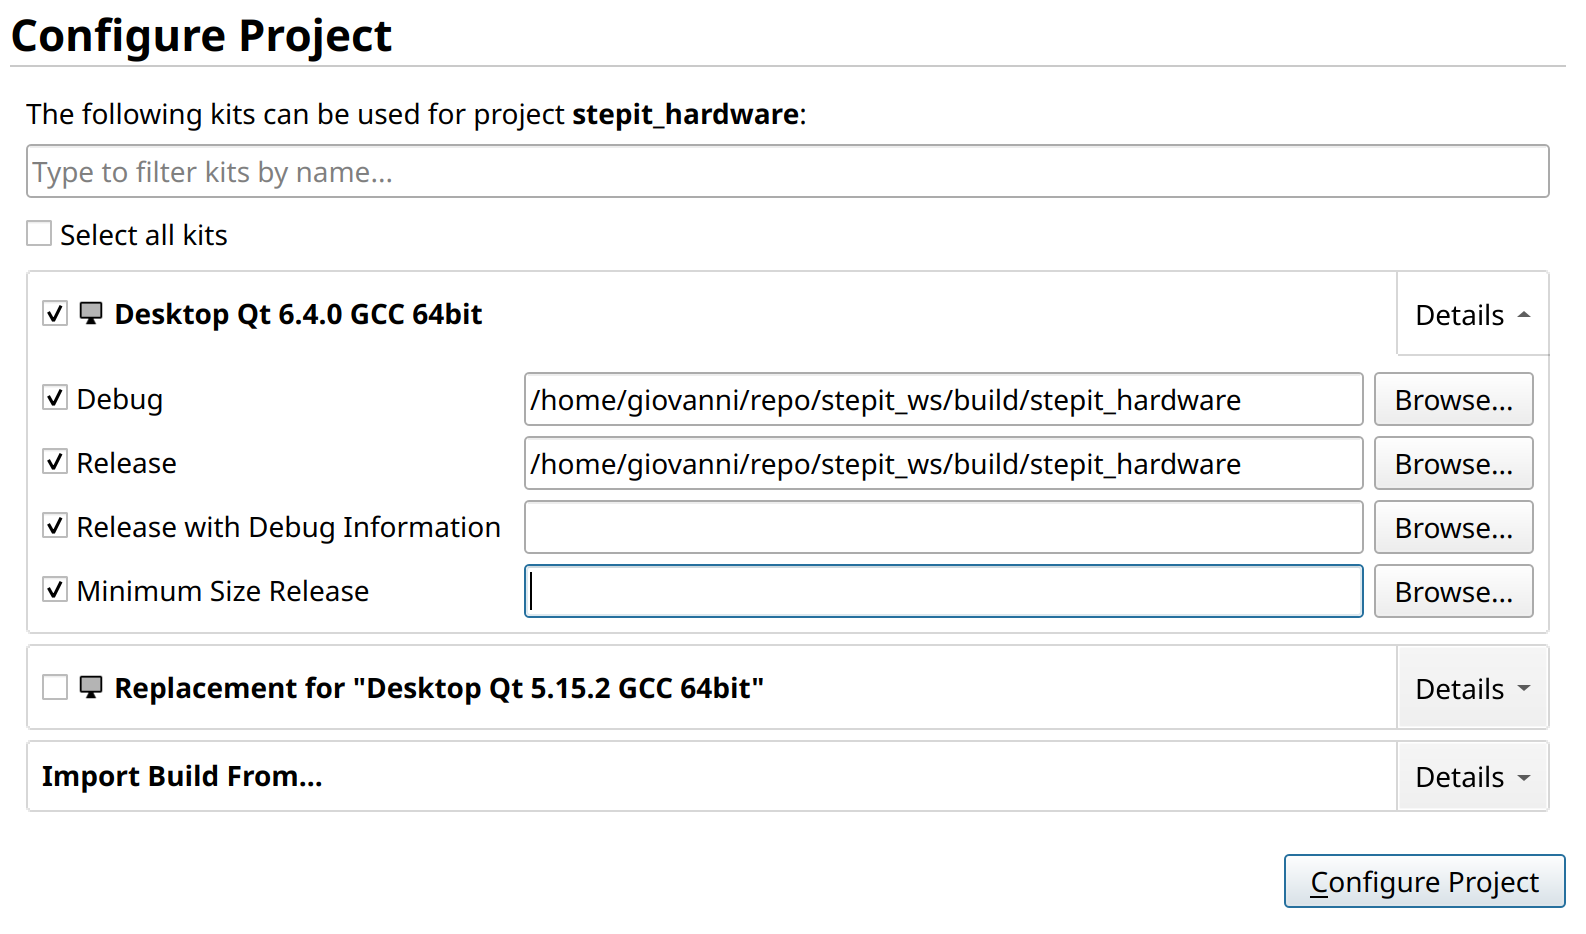 Configure Project
The following kits can be used for project stepit_hardware:
Type to filter kits by name...
Select all kits
Desktop Qt 6.4.0 GCC 64bit
Details
Debug
/home/giovanni/repo/stepit_ws/build/stepit_hardware
Browse...
Release
/home/giovanni/repo/stepit_ws/build/stepit_hardware
Browse...
Release with Debug Information
Browse...
Minimum Size Release
Browse...
Replacement for "Desktop Qt 5.15.2 GCC 64bit"
Details
Import Build From...
Details
Configure Project